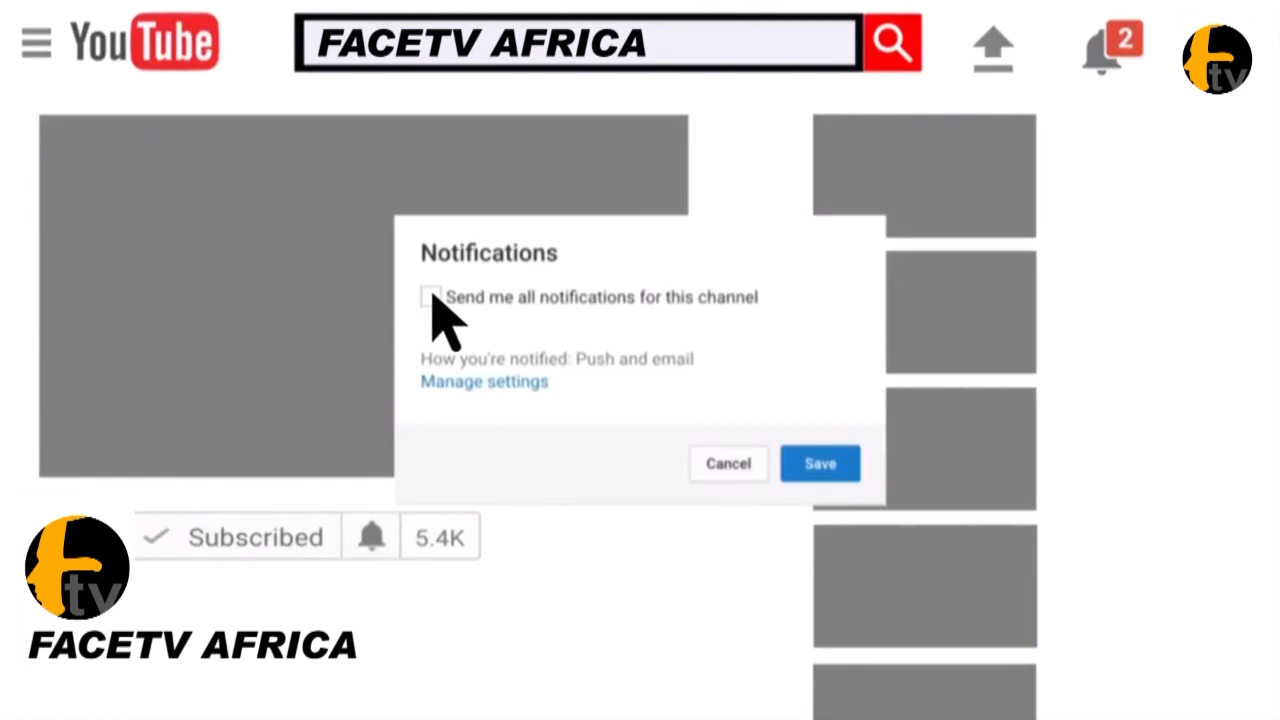 YouTube
FACETV AFRICA
2
tv
Notifications
Send me all notifications for this channel
How you're notified: Push and email
Manage settings
Cancel
Save
Subscribed
5.4K
tv
FACETV AFRICA